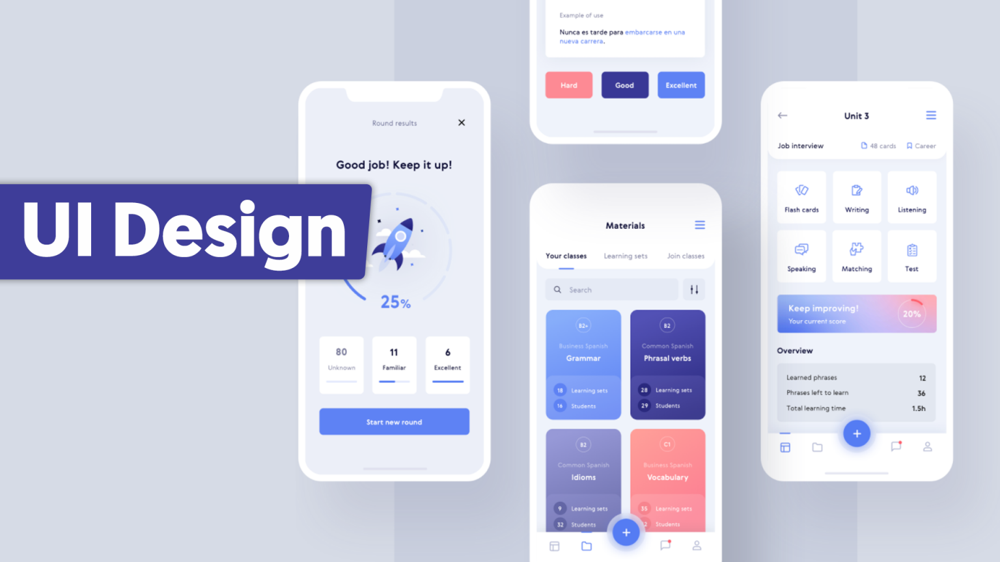 UI Design
Round results
Good job! Keep it up!
25%
80
Unknown
11
Familiar
6
Excellent
Start new round
Example of use
Nunca es tarde para embarcarse en una
nueva carrera.
Hard
Good
Excellent
Materials
Your classes
Learning sets
Join classes
Search
B2+
Business Spanish
Grammar
18 Learning sets
16 Students
B2
Common Spanish
Phrasal verbs
28 Learning sets
29 Students
B2
Common Spanish
Idioms
9 Learning sets
32 Students
C1
Business Spanish
Vocabulary
35 Learning sets
Students
Unit 3
Job interview
48 cards
Career
Flash cards
Writing
Listening
Speaking
Matching
Test
Keep improving!
Your current score
20%
Overview
Learned phrases 12
Phrases left to learn 36
Total learning time 1.5h